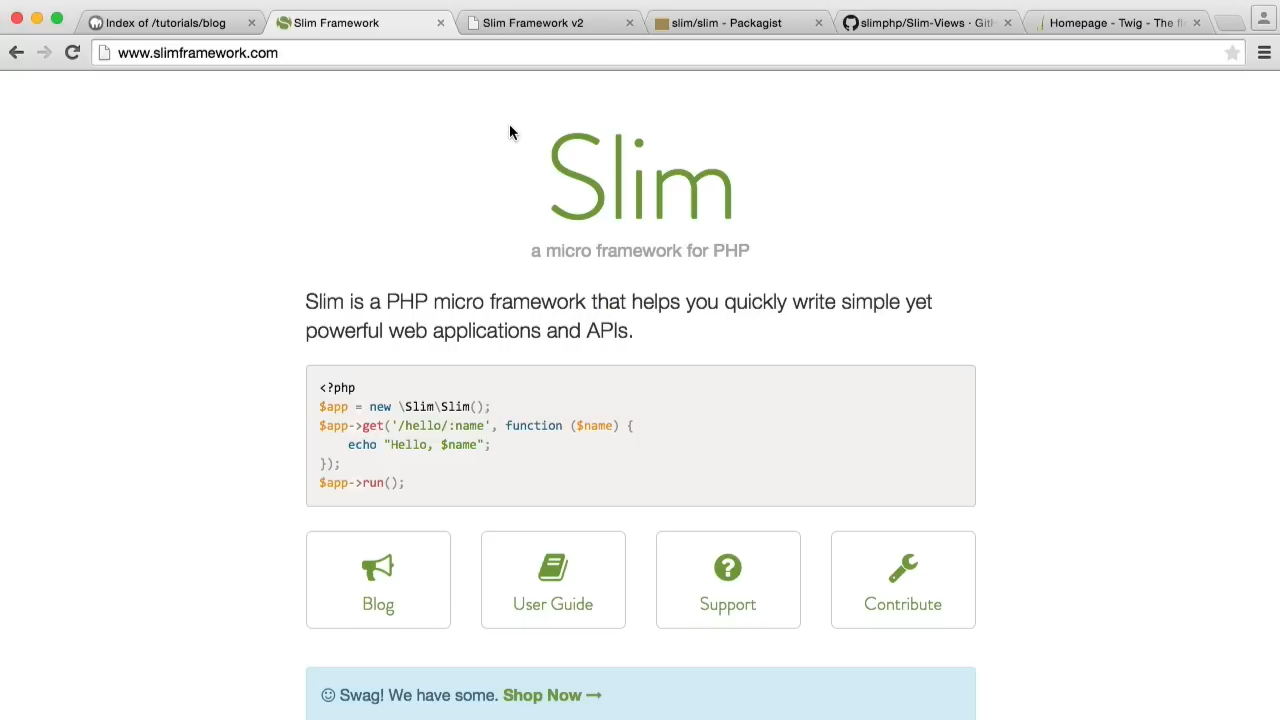 Index of /tutorials/blog
Slim Framework
Slim Framework v2
slim/slim - Packagist
slimphp/Slim-Views · Git
Homepage - Twig - The fl
www.slimframework.com
Slim
a micro framework for PHP
Slim is a PHP micro framework that helps you quickly write simple yet
powerful web applications and APIs.
<?php
$app = new \Slim\Slim();
$app->get('/hello/:name', function ($name) {
    echo "Hello, $name";
});
$app->run();
Blog
User Guide
Support
Contribute
Swag! We have some. Shop Now →